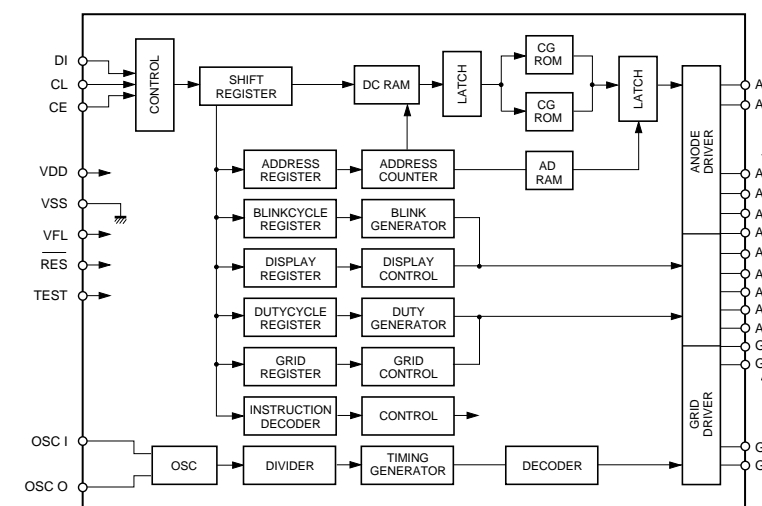 DI
CL
CE
VDD
VSS
VFL
RES
TEST
OSC I
OSC O
CONTROL
SHIFT
REGISTER
DC RAM
LATCH
CG
ROM
CG
ROM
LATCH
ANODE
DRIVER
ADDRESS
REGISTER
ADDRESS
COUNTER
AD
RAM
BLINKCYCLE
REGISTER
BLINK
GENERATOR
DISPLAY
REGISTER
DISPLAY
CONTROL
DUTYCYCLE
REGISTER
DUTY
GENERATOR
GRID
REGISTER
GRID
CONTROL
INSTRUCTION
DECODER
CONTROL
GRID
DRIVER
OSC
DIVIDER
TIMING
GENERATOR
DECODER
A
A
A
A
A
A
A
A
A
A
A
G
G
G
G